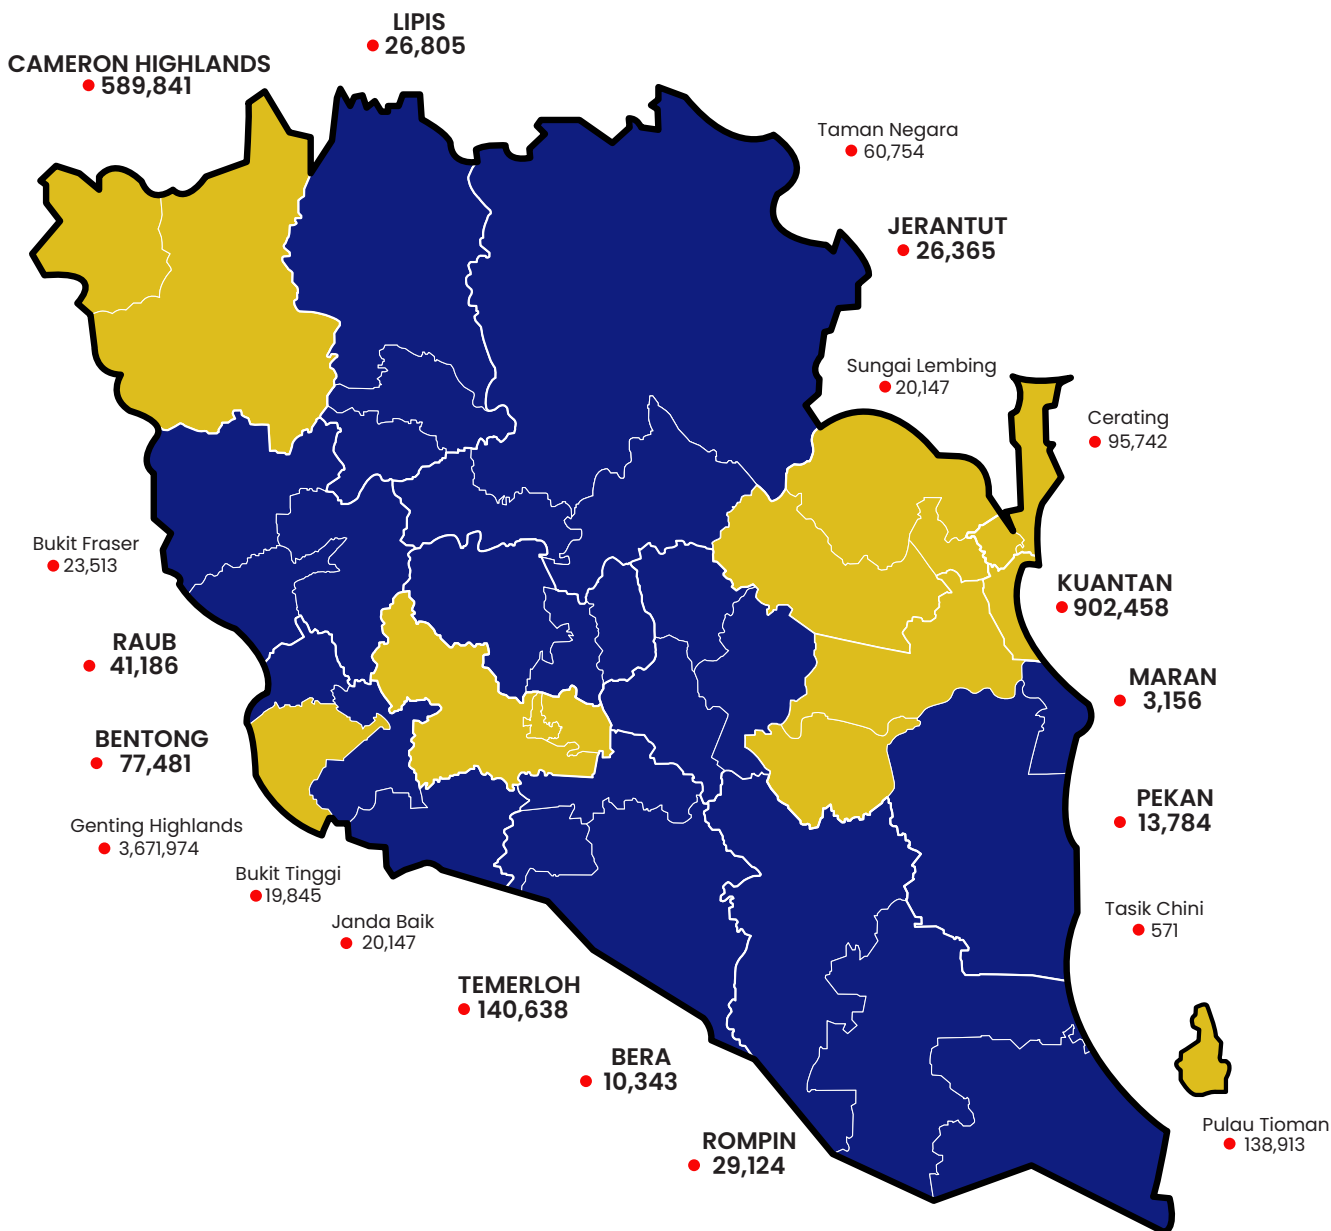 LIPIS
26,805
CAMERON HIGHLANDS
589,841
Taman Negara
60,754
JERANTUT
26,365
Sungai Lembing
20,147
Cerating
95,742
Bukit Fraser
23,513
KUANTAN
902,458
RAUB
41,186
MARAN
3,156
BENTONG
77,481
PEKAN
13,784
Genting Highlands
3,671,974
Bukit Tinggi
19,845
Janda Baik
20,147
Tasik Chini
571
TEMERLOH
140,638
BERA
10,343
Pulau Tioman
138,913
ROMPIN
29,124